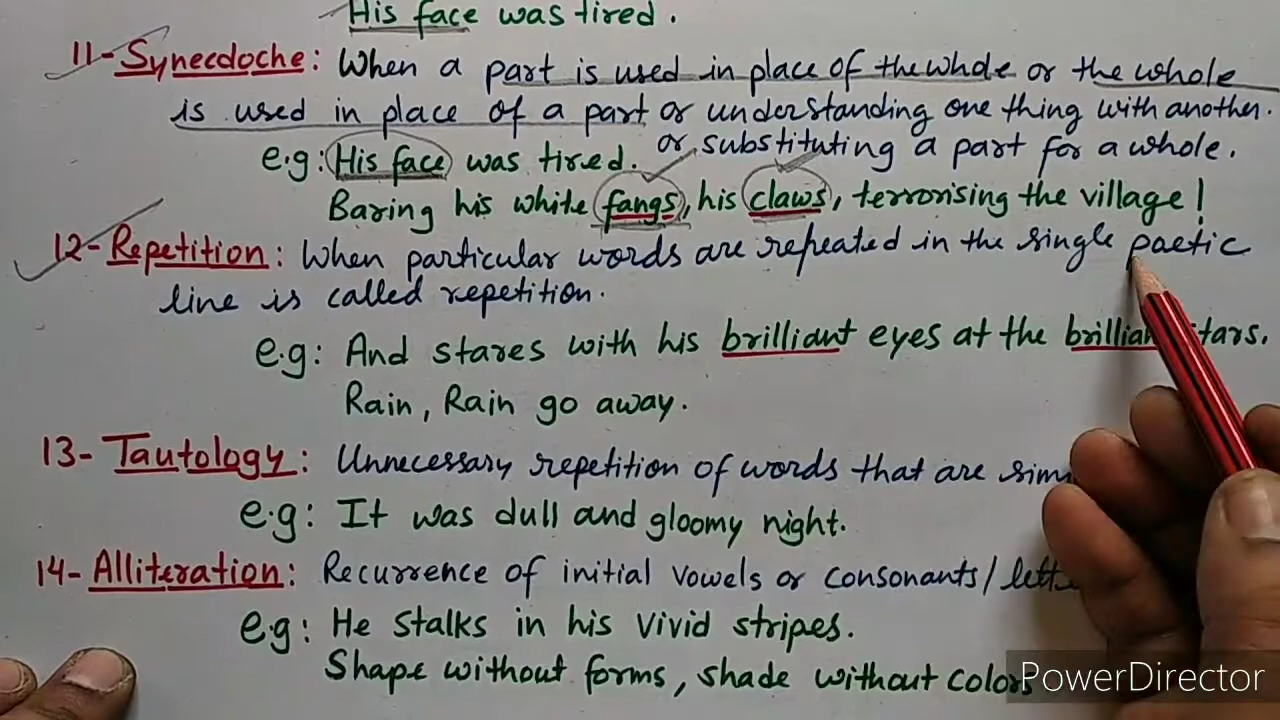 His face was tired.
11- Synecdoche: When a part is used in place of the whole or the whole
is used in place of a part or understanding one thing with another.
or substituting a part for a whole.
e.g: His face was tired.
Baring his white fangs, his claws, terrorising the village!
12- Repetition: When particular words are repeated in the single paetic
line is called repetition.
e.g: And stares with his brilliant eyes at the brillian stars.
Rain, Rain go away.
13- Tautology: Unnecessary repetition of words that are
e.g: It was dull and gloomy night.
14- Alliteration: Recurrence of initial vowels or consonants/
e.g: He stalks in his vivid stripes.
Shape without forms, shade without colors
PowerDirector